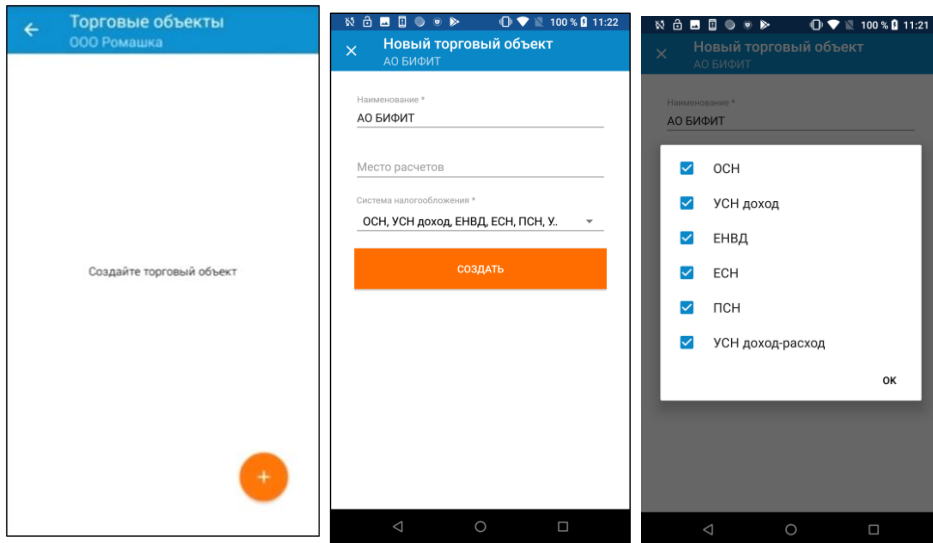 Торговые объекты
ООО Ромашка
Создайте торговый объект
+
100 % 11:22
Новый торговый объект
АО БИФИТ
Наименование *
АО БИФИТ
Место расчетов
Система налогообложения *
ОСН, УСН доход, ЕНВД, ЕСН, ПСН, У..
СОЗДАТЬ
100 % 11:21
Новый торговый объект
АО БИФИТ
Наименование *
АО БИФИТ
ОСН
УСН доход
ЕНВД
ЕСН
ПСН
УСН доход-расход
ОК